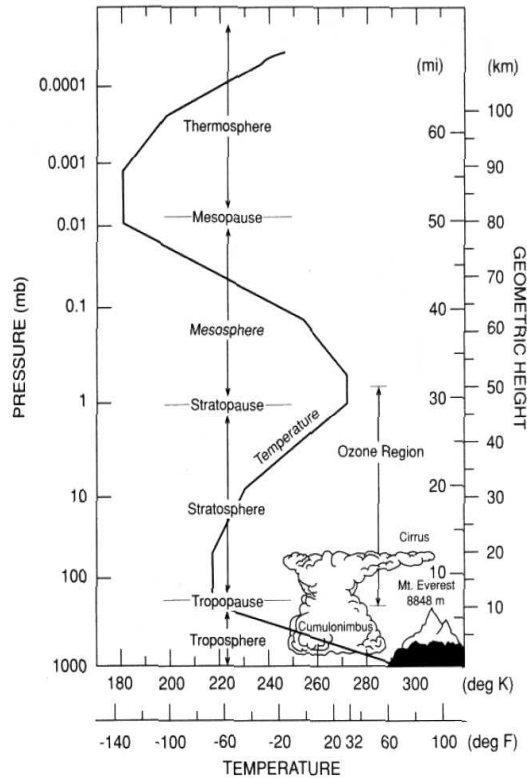 (mi) (km)
0.0001
0.001
0.01
0.1
1
10
100
1000
PRESSURE (mb)
Thermosphere
Mesopause
Mesosphere
Stratopause
Stratosphere
Tropopause
Troposphere
Temperature
Ozone Region
Cirrus
Mt. Everest
8848 m
Cumulonimbus
60
50
40
30
20
10
100
90
80
70
60
50
40
30
20
10
GEOMETRIC HEIGHT
180 200 220 240 260 280 300 (deg K)
-140 -100 -60 -20 20 32 60 100 (deg F)
TEMPERATURE